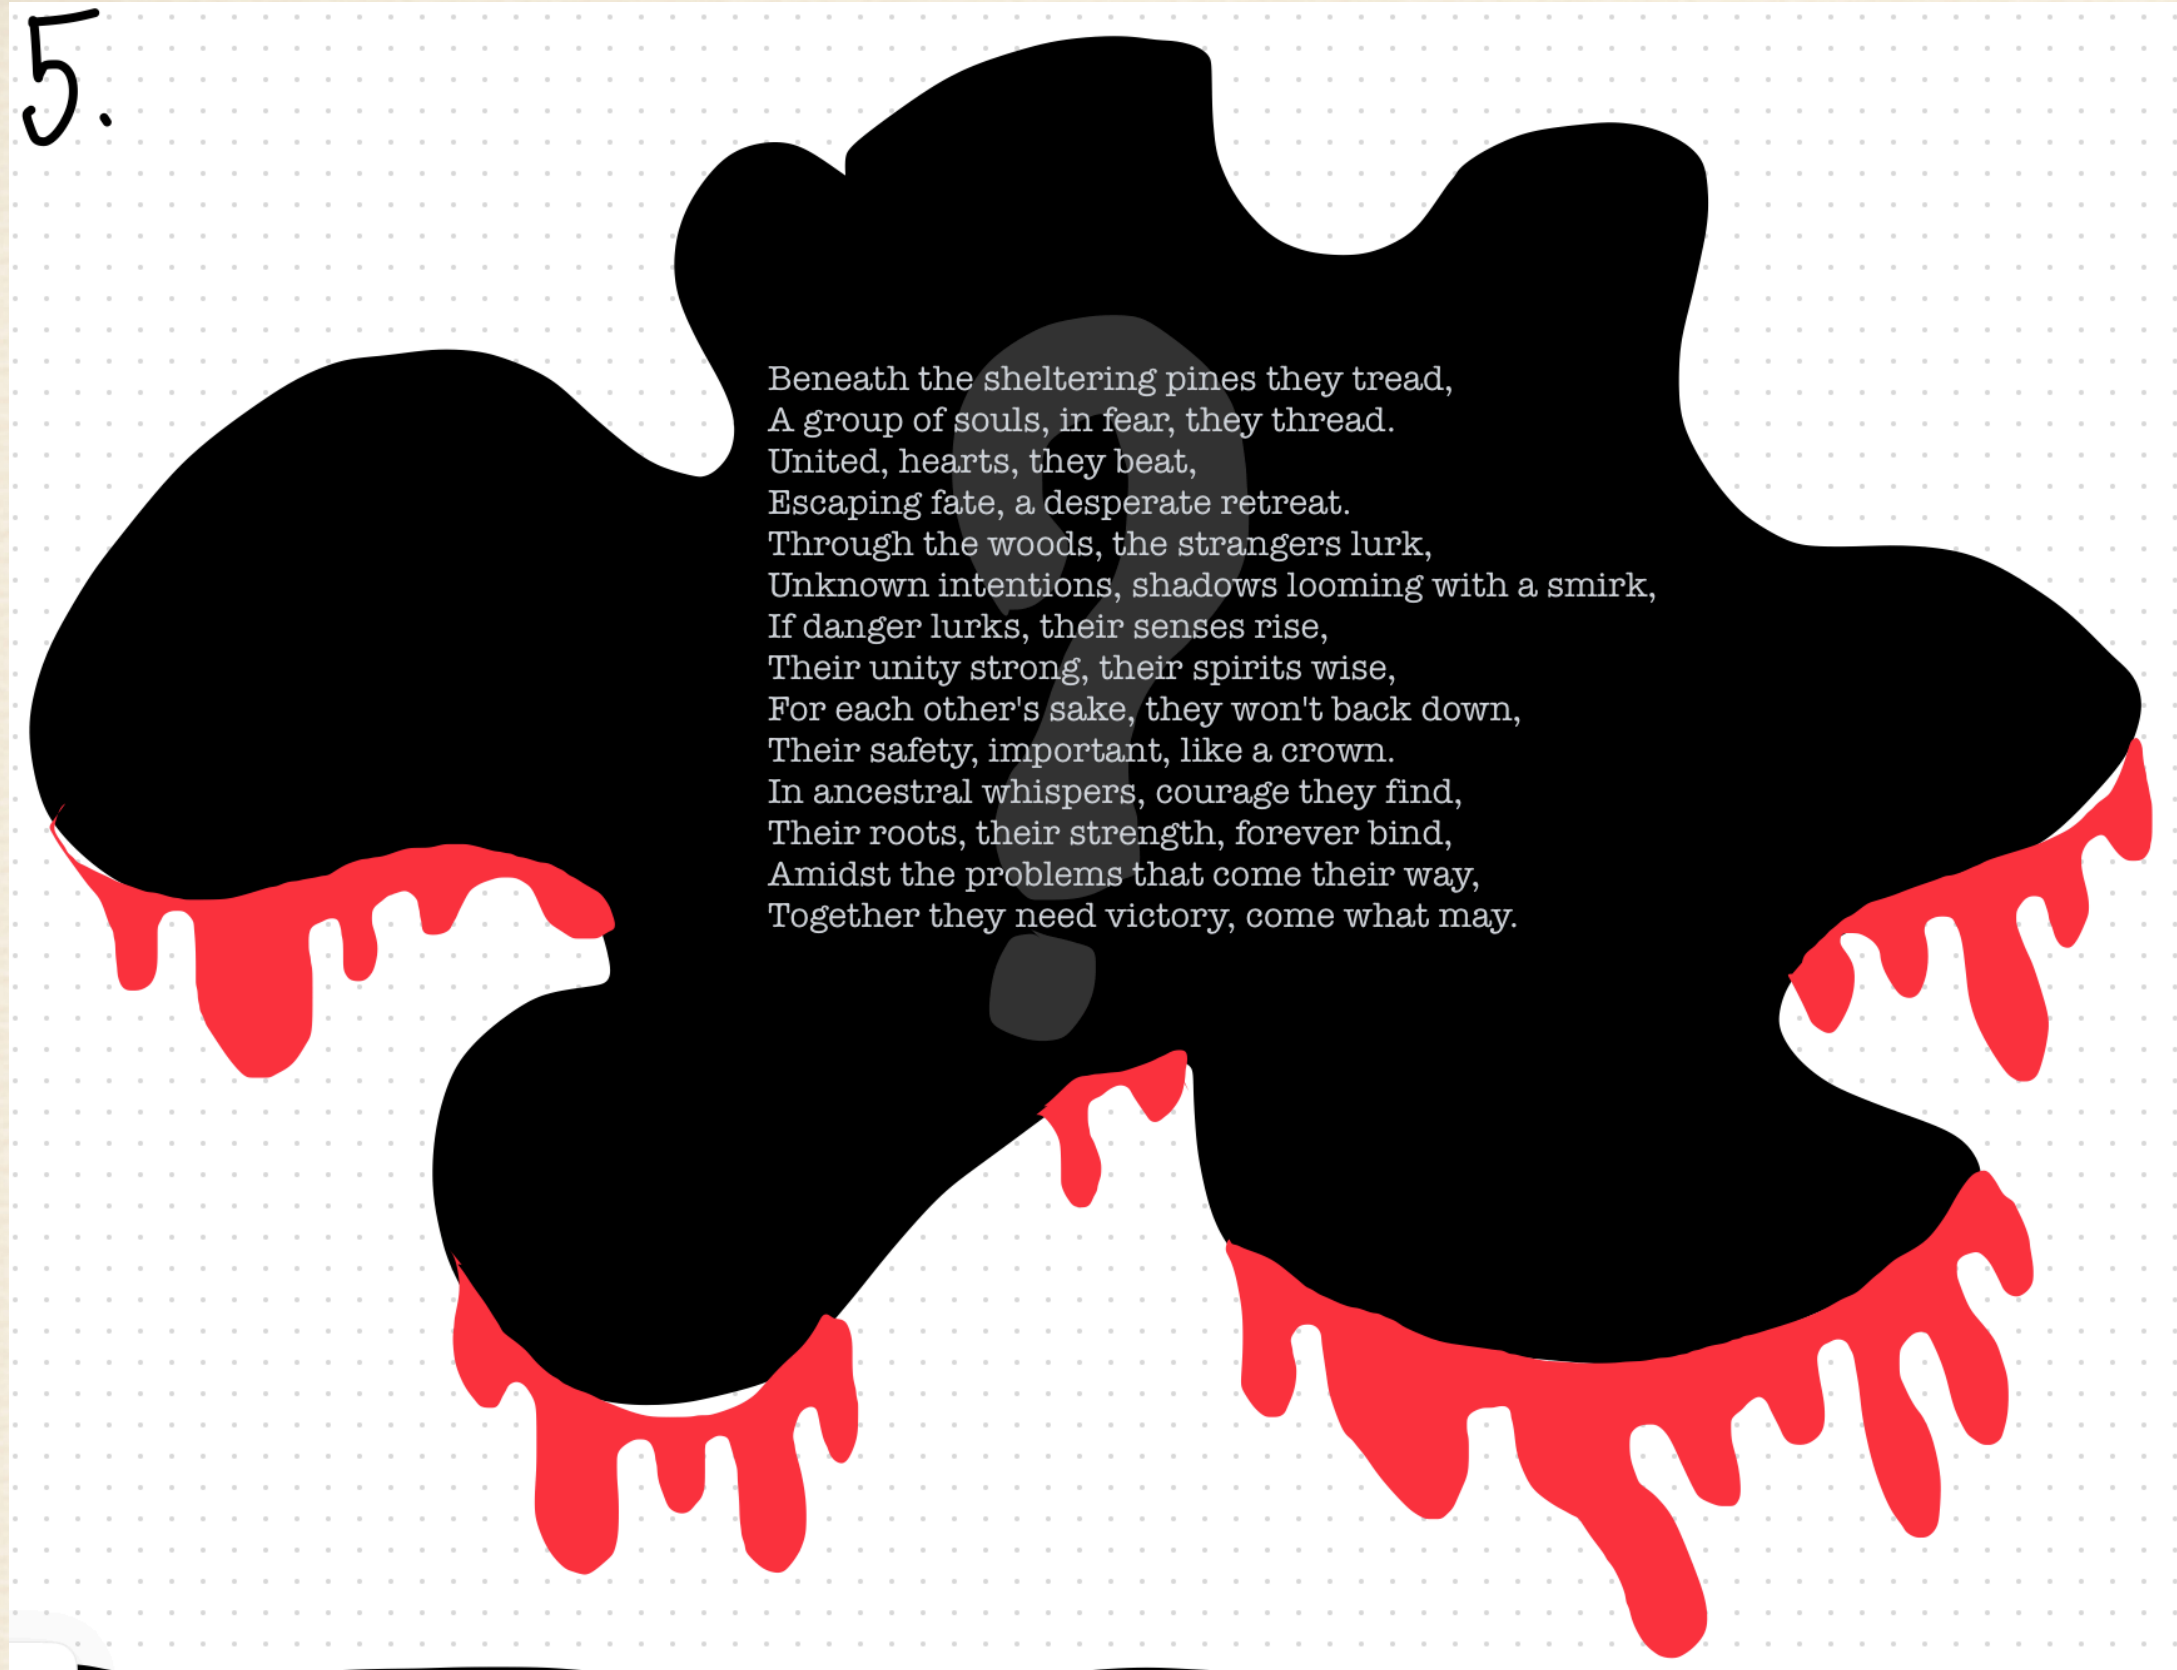 5.
Beneath the sheltering pines they tread,
A group of souls, in fear, they thread.
United, hearts, they beat,
Escaping fate, a desperate retreat.
Through the woods, the strangers lurk,
Unknown intentions, shadows looming with a smirk,
If danger lurks, their senses rise,
Their unity strong, their spirits wise,
For each other's sake, they won't back down,
Their safety, important, like a crown.
In ancestral whispers, courage they find,
Their roots, their strength, forever bind,
Amidst the problems that come their way,
Together they need victory, come what may.
?